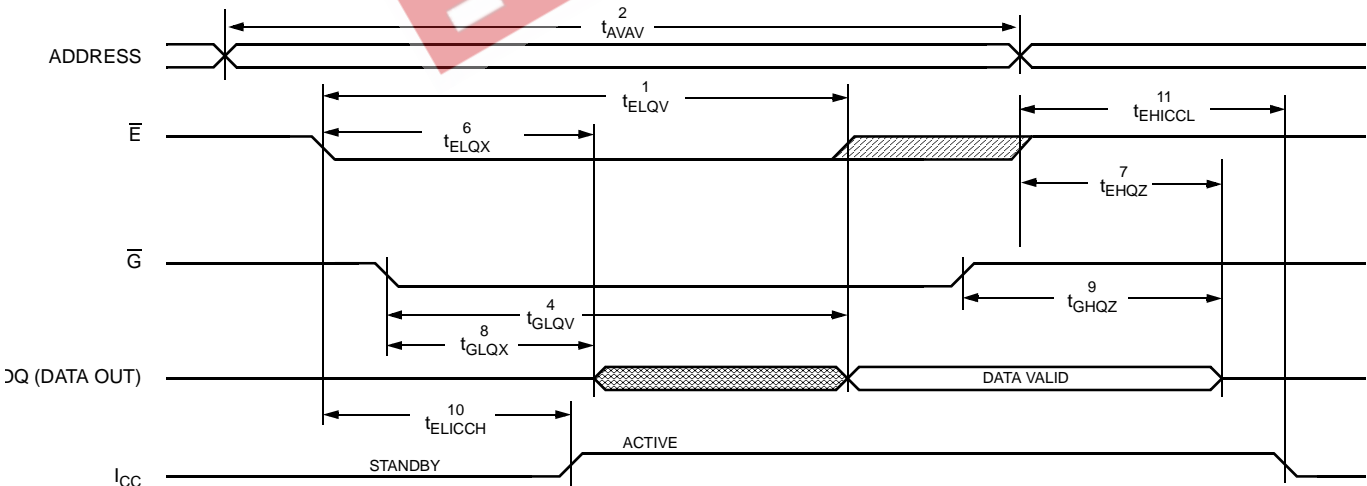 2
tAVAV
ADDRESS
1
tELQV
11
tEHICCL
E
6
tELQX
7
tEHQZ
G
4
tGLQV
9
tGHQZ
8
tGLQX
DQ (DATA OUT)
DATA VALID
10
tELICCH
ACTIVE
STANDBY
ICC